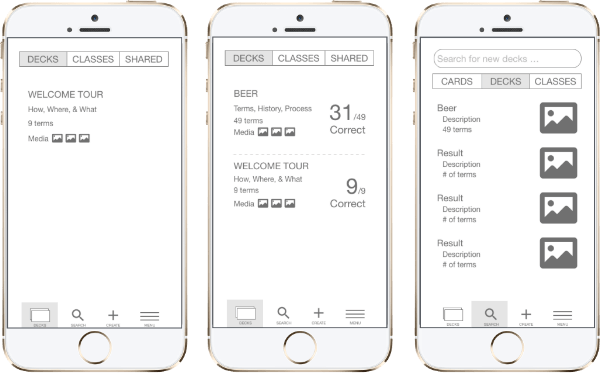 DECKS CLASSES SHARED
WELCOME TOUR
How, Where, & What
9 terms
Media
DECKS SEARCH CREATE MENU
DECKS CLASSES SHARED
BEER
Terms, History, Process
49 terms
Media
31/49
Correct
WELCOME TOUR
How, Where, & What
9 terms
Media
9/9
Correct
DECKS SEARCH CREATE MENU
Search for new decks ...
CARDS DECKS CLASSES
Beer
Description
49 terms
Result
Description
# of terms
Result
Description
# of terms
Result
Description
# of terms
DECKS SEARCH CREATE MENU